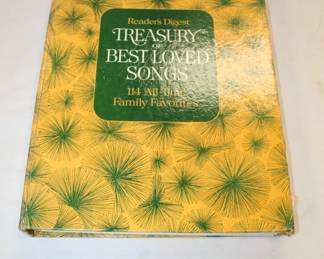 Reader's Digest
TREASURY
OF
BEST LOVED
SONGS
114 All-Time
Family Favorites